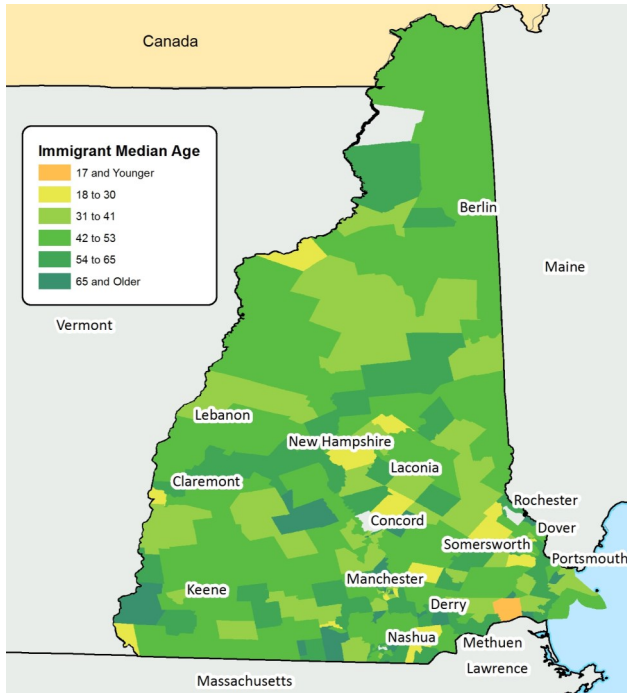 Canada
Immigrant Median Age
17 and Younger
18 to 30
31 to 41
42 to 53
54 to 65
65 and Older
Berlin
Maine
Vermont
Lebanon
New Hampshire
Laconia
Claremont
Rochester
Concord
Dover
Somersworth
Portsmouth
Manchester
Keene
Derry
Nashua
Methuen
Lawrence
Massachusetts